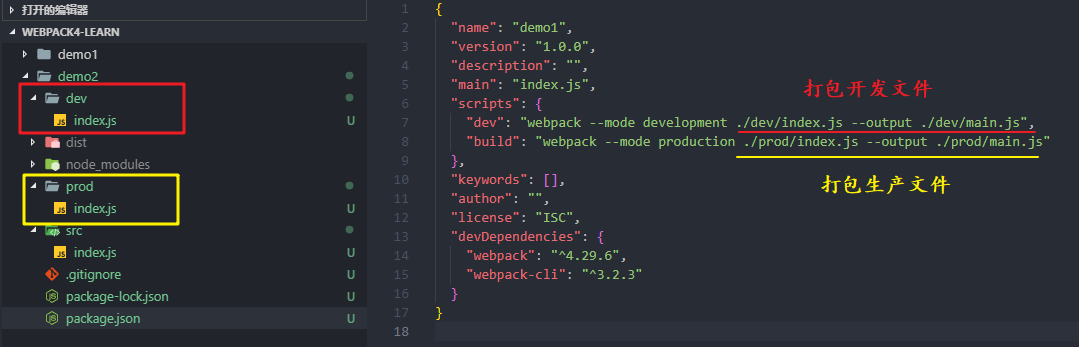 打开的编辑器
WEBPACK4-LEARN
demo1
demo2
dev
JS index.js U
dist
node_modules
prod
JS index.js U
src
JS index.js U
.gitignore U
package-lock.json U
package.json U
1 {
2 "name": "demo1",
3 "version": "1.0.0",
4 "description": "",
5 "main": "index.js",
6 "scripts": {
7 "dev": "webpack --mode development ./dev/index.js --output ./dev/main.js",
8 "build": "webpack --mode production ./prod/index.js --output ./prod/main.js"
9 },
10 "keywords": [],
11 "author": "",
12 "license": "ISC",
13 "devDependencies": {
14 "webpack": "^4.29.6",
15 "webpack-cli": "^3.2.3"
16 }
17 }
18
打包开发文件
打包生产文件